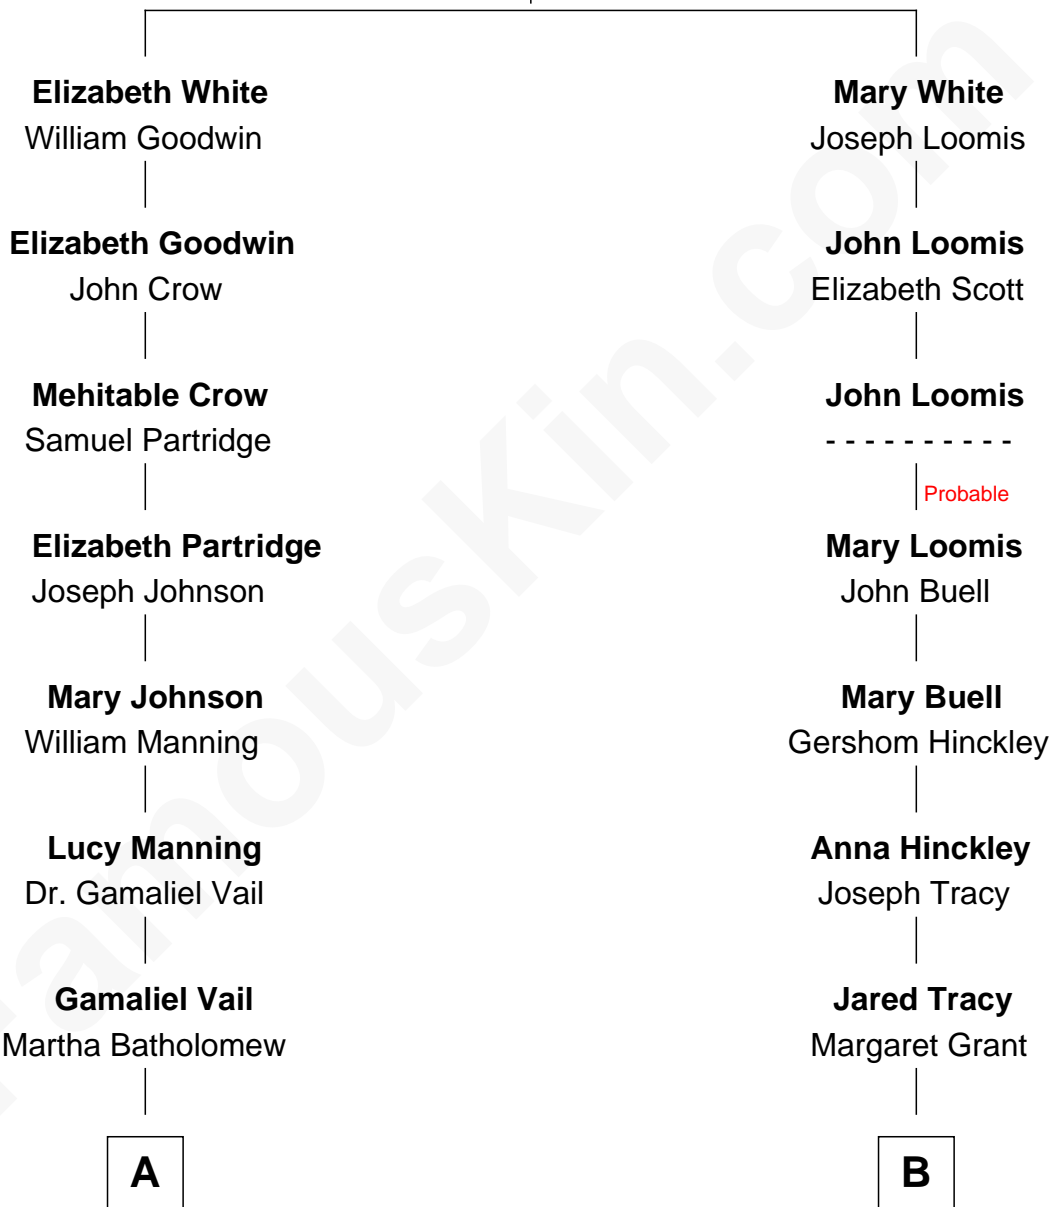 Elizabeth White
William Goodwin
Elizabeth Goodwin
John Crow
Mehitable Crow
Samuel Partridge
Elizabeth Partridge
Joseph Johnson
Mary Johnson
William Manning
Lucy Manning
Dr. Gamaliel Vail
Gamaliel Vail
Martha Batholomew
A
Mary White
Joseph Loomis
John Loomis
Elizabeth Scott
John Loomis
- - - - - - - - - -
Probable
Mary Loomis
John Buell
Mary Buell
Gershom Hinckley
Anna Hinckley
Joseph Tracy
Jared Tracy
Margaret Grant
B
FamousKin.com